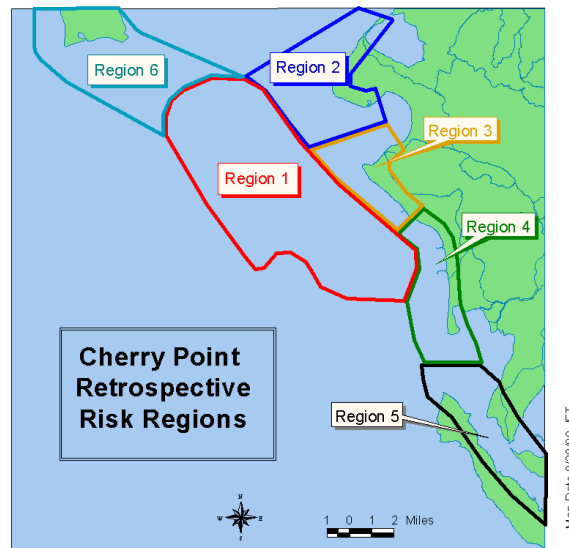 Region 6
Region 2
Region 3
Region 1
Region 4
Cherry Point
Retrospective
Risk Regions
Region 5
N
W
E
S
1 0 1 2 Miles